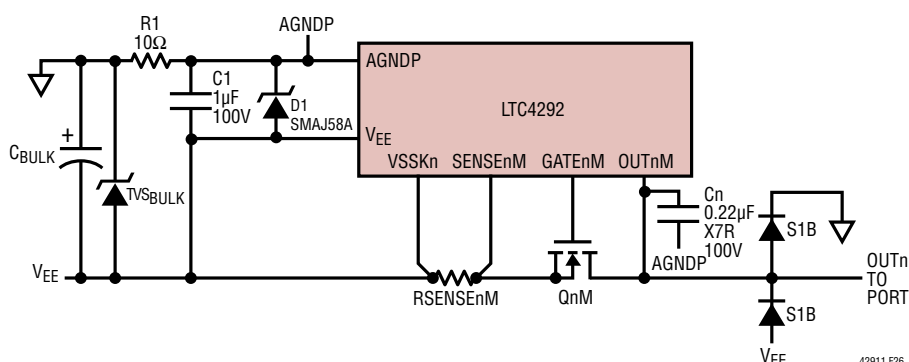 R1
10Ω
AGNDP
C1
1µF
100V
D1
SMAJ58A
AGNDP
LTC4292
VEE
VSSKn
SENSEnM
GATEnM
OUTnM
+
CBULK
TVSBULK
Cn
0.22µF
X7R
100V
AGNDP
S1B
VEE
RSENSEnM
QnM
OUTn
TO
PORT
S1B
VEE
42911 F26